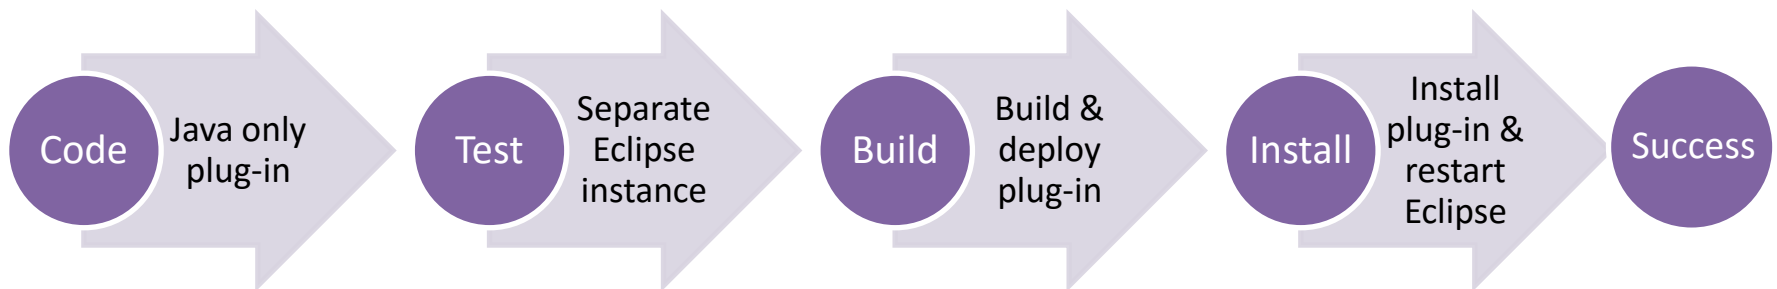 Code
Java only
plug-in
Test
Separate
Eclipse
instance
Build
Build &
deploy
plug-in
Install
Install
plug-in &
restart
Eclipse
Success